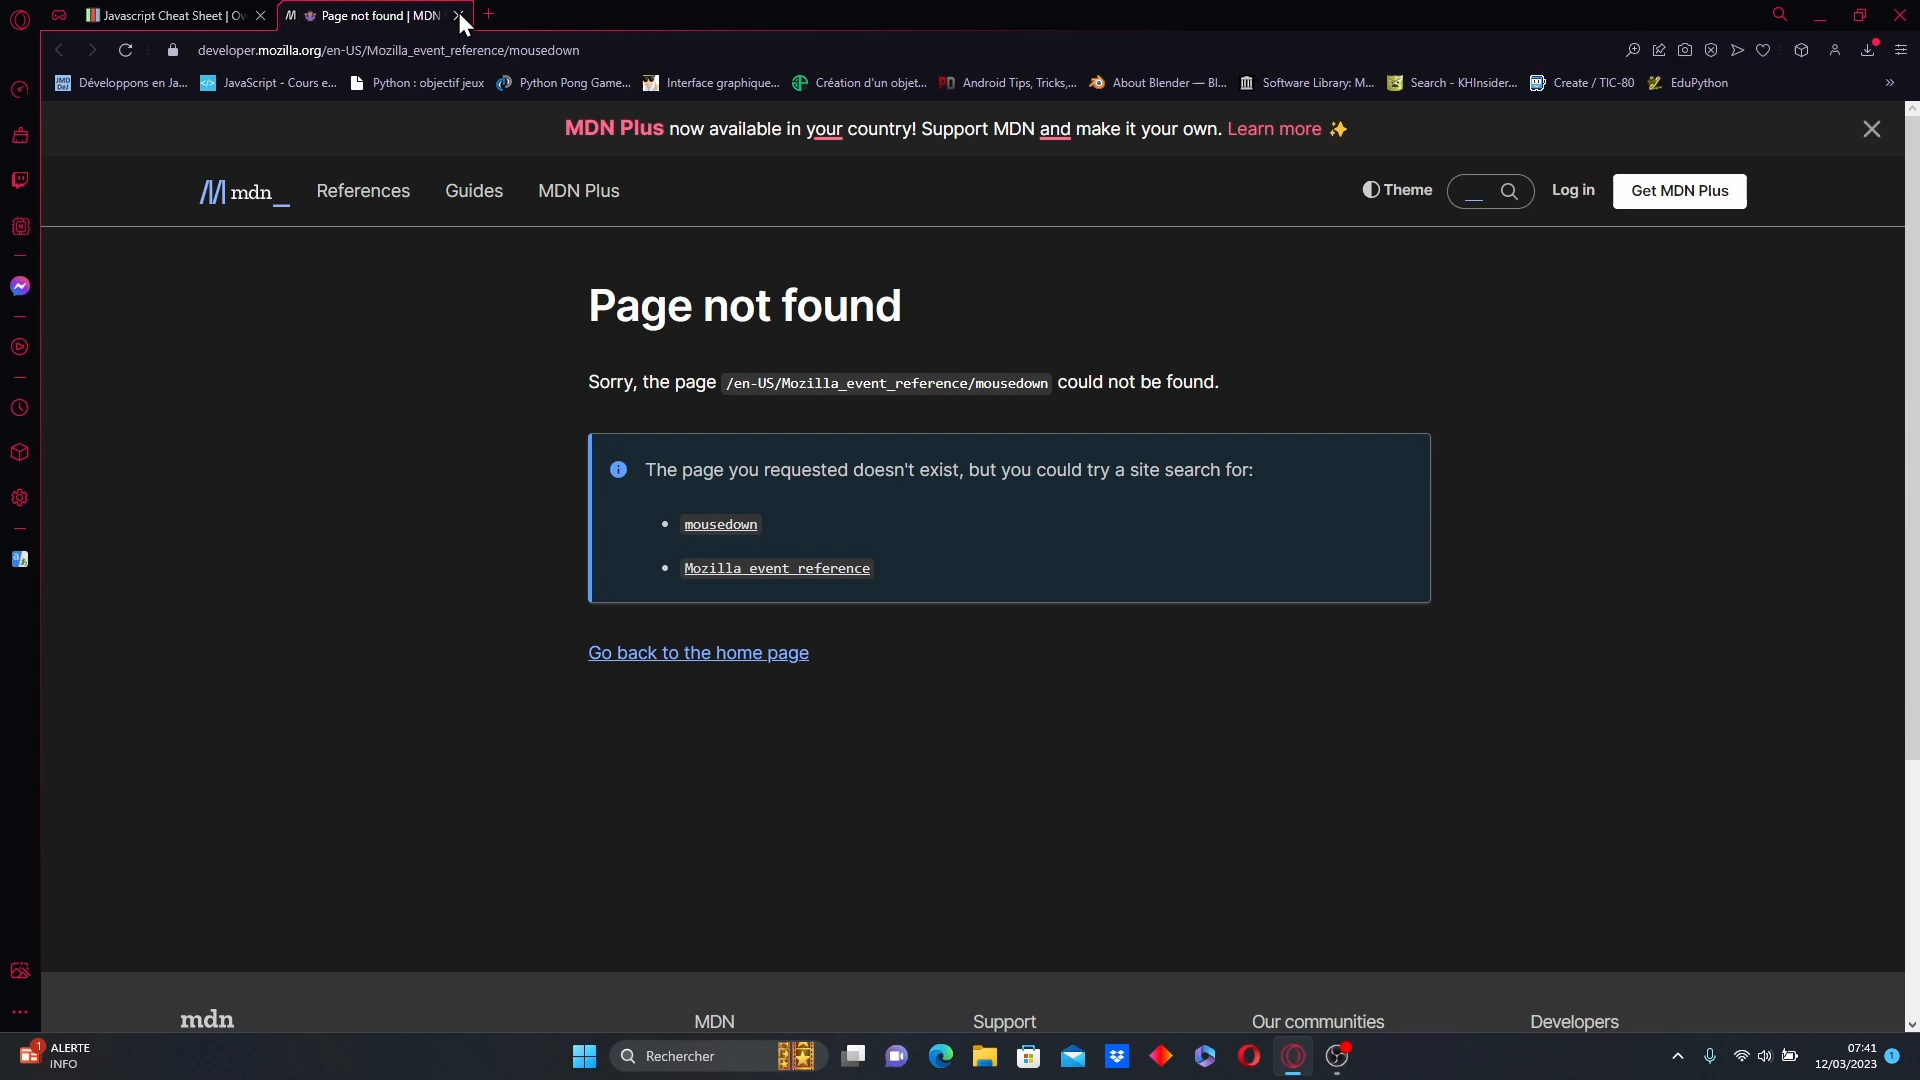 Javascript Cheat Sheet | Ov
Page not found | MDN
developer.mozilla.org/en-US/Mozilla_event_reference/mousedown
Développons en Ja...
JavaScript - Cours e...
Python : objectif jeux
Python Pong Game...
Interface graphique...
Création d'un objet...
Android Tips, Tricks,...
About Blender — Bl...
Software Library: M...
Search - KHInsider...
Create / TIC-80
EduPython
MDN Plus now available in your country! Support MDN and make it your own. Learn more ✨
mdn_
References
Guides
MDN Plus
Theme
Log in
Get MDN Plus
Page not found
Sorry, the page /en-US/Mozilla_event_reference/mousedown could not be found.
The page you requested doesn't exist, but you could try a site search for:
mousedown
Mozilla event reference
Go back to the home page
mdn
MDN
Support
Our communities
Developers
1
ALERTE
INFO
Rechercher
07:41
12/03/2023
1